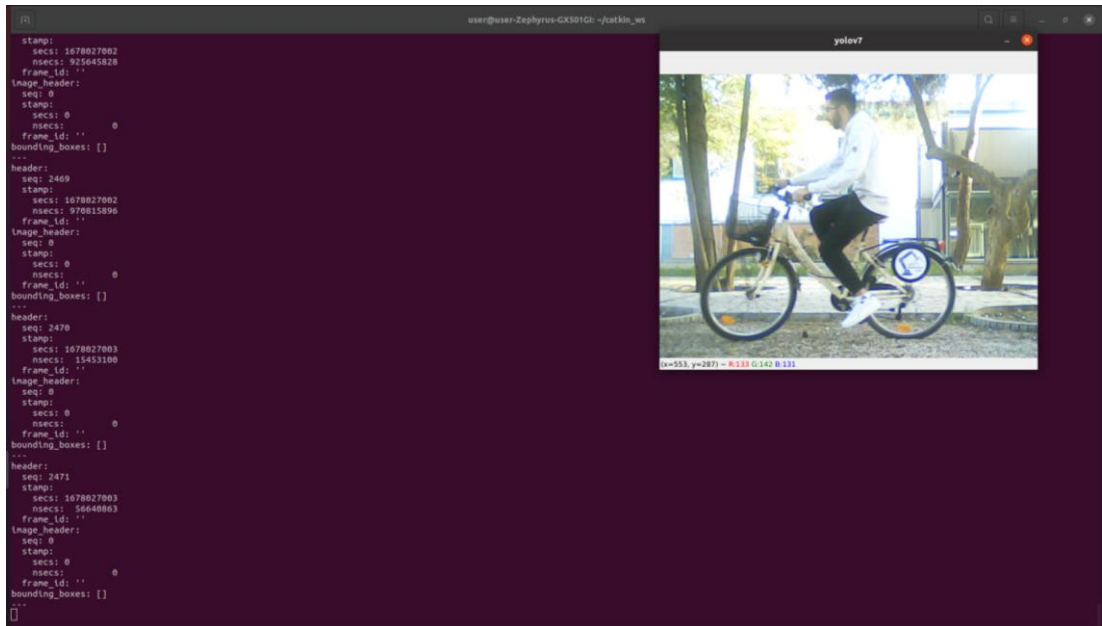 user@user-Zephyrus-GX501GI: ~/catkin_ws
stamp:
secs: 1678027002
nsecs: 925645828
frame_id: ''
image_header:
seq: 0
stamp:
secs: 0
nsecs: 0
frame_id: ''
bounding_boxes: []
---
header:
seq: 2469
stamp:
secs: 1678027002
nsecs: 970815896
frame_id: ''
image_header:
seq: 0
stamp:
secs: 0
nsecs: 0
frame_id: ''
bounding_boxes: []
---
header:
seq: 2470
stamp:
secs: 1678027003
nsecs: 15453100
frame_id: ''
image_header:
seq: 0
stamp:
secs: 0
nsecs: 0
frame_id: ''
bounding_boxes: []
---
header:
seq: 2471
stamp:
secs: 1678027003
nsecs: 56640863
frame_id: ''
image_header:
seq: 0
stamp:
secs: 0
nsecs: 0
frame_id: ''
bounding_boxes: []
---
yolov7
(x=553, y=287) ~ R:133 G:142 B:131